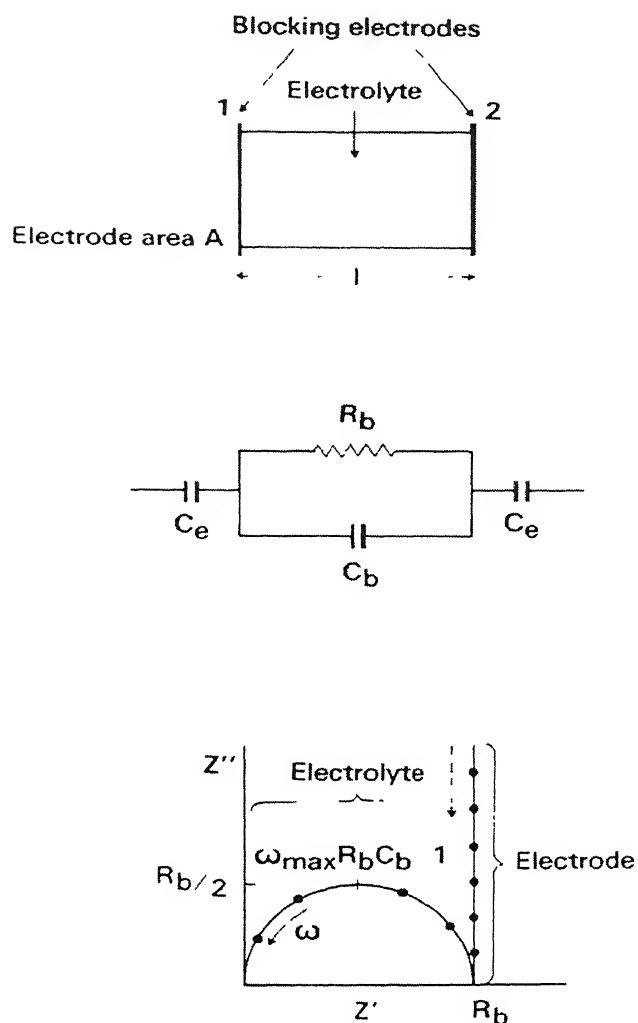 Blocking electrodes
Electrolyte
1 2
Electrode area A
l
R_b
C_e C_e
C_b
Z''
Electrolyte
ω_max R_b C_b 1
Electrode
R_b/2
ω
Z' R_b